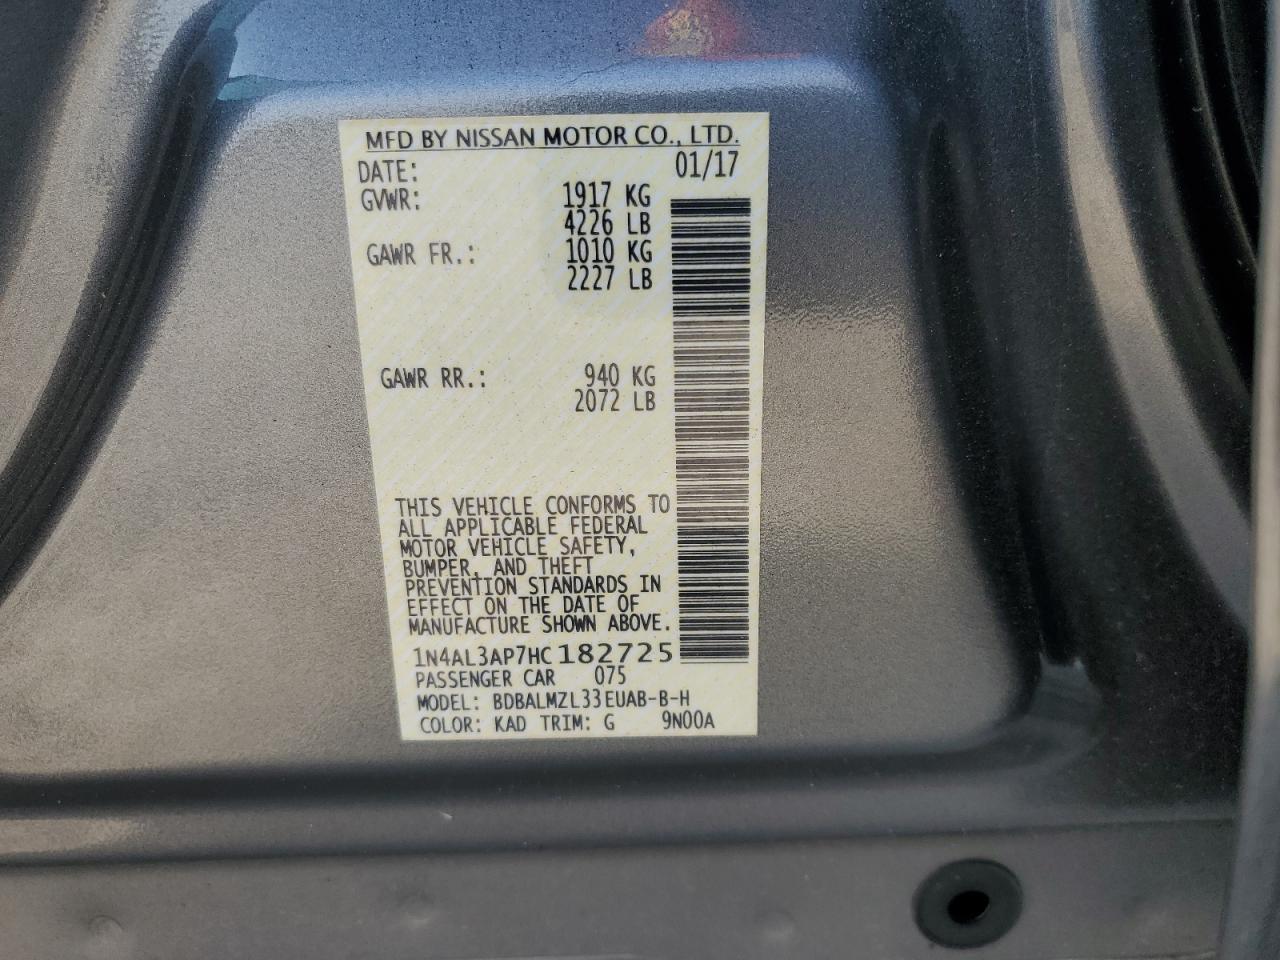 MFD BY NISSAN MOTOR CO., LTD.
DATE: 01/17
GVWR: 1917 KG
4226 LB
GAWR FR.: 1010 KG
2227 LB
GAWR RR.: 940 KG
2072 LB
THIS VEHICLE CONFORMS TO
ALL APPLICABLE FEDERAL
MOTOR VEHICLE SAFETY,
BUMPER, AND THEFT
PREVENTION STANDARDS IN
EFFECT ON THE DATE OF
MANUFACTURE SHOWN ABOVE.
1N4AL3AP7HC182725
PASSENGER CAR 075
MODEL: BDBALMZL33EUAB-B-H
COLOR: KAD TRIM: G 9N00A